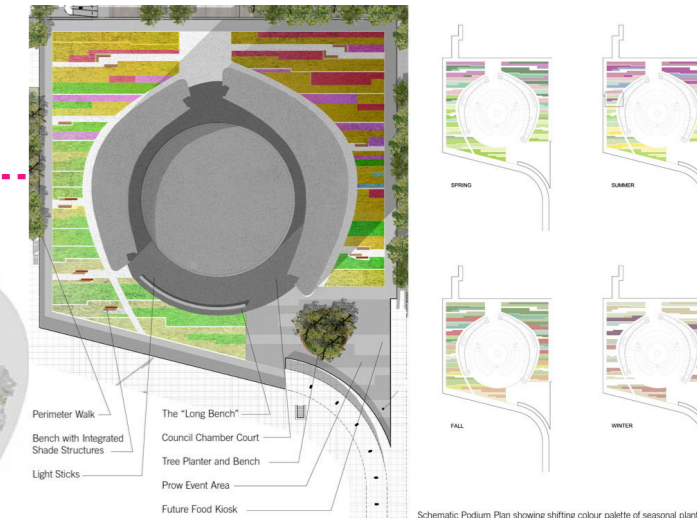 Perimeter Walk
Bench with Integrated
Shade Structures
Light Sticks
The “Long Bench”
Council Chamber Court
Tree Planter and Bench
Prow Event Area
Future Food Kiosk
SPRING
SUMMER
FALL
WINTER
Schematic Podium Plan showing shifting colour palette of seasonal plant